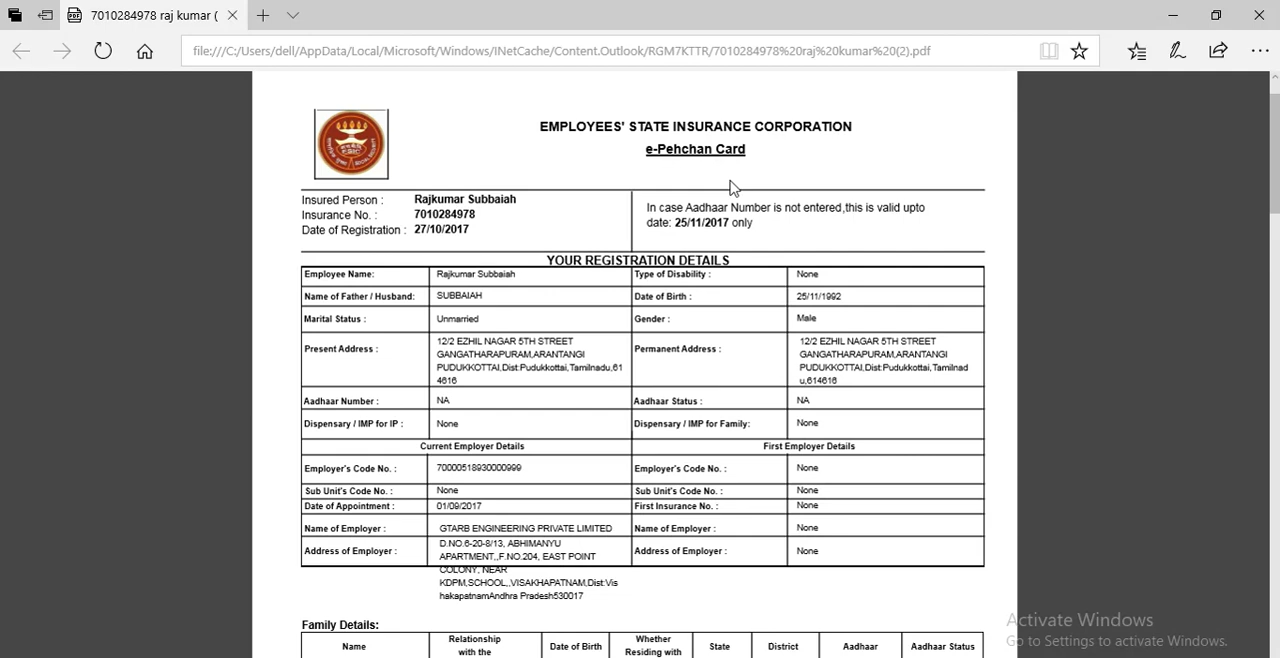 7010284978 raj kumar (
file:///C:/Users/dell/AppData/Local/Microsoft/Windows/INetCache/Content.Outlook/RGM7KTTR/7010284978%20raj%20kumar%20(2).pdf
EMPLOYEES' STATE INSURANCE CORPORATION
e-Pehchan Card
Insured Person : Rajkumar Subbaiah
Insurance No. : 7010284978
Date of Registration : 27/10/2017
In case Aadhaar Number is not entered,this is valid upto
date: 25/11/2017 only
YOUR REGISTRATION DETAILS
Employee Name: Rajkumar Subbaiah Type of Disability : None
Name of Father / Husband: SUBBAIAH Date of Birth : 25/11/1992
Marital Status : Unmarried Gender : Male
Present Address :
12/2 EZHIL NAGAR 5TH STREET
GANGATHARAPURAM,ARANTANGI
PUDUKKOTTAI,Dist:Pudukkottai,Tamilnadu,61
4616
Permanent Address :
12/2 EZHIL NAGAR 5TH STREET
GANGATHARAPURAM,ARANTANGI
PUDUKKOTTAI,Dist:Pudukkottai,Tamilnad
u,614616
Aadhaar Number : NA Aadhaar Status : NA
Dispensary / IMP for IP : None Dispensary / IMP for Family: None
Current Employer Details First Employer Details
Employer's Code No. : 70000518930000999 Employer's Code No. : None
Sub Unit's Code No. : None Sub Unit's Code No. : None
Date of Appointment : 01/09/2017 First Insurance No. : None
Name of Employer : GTARB ENGINEERING PRIVATE LIMITED Name of Employer : None
Address of Employer :
D.NO.6-20-8/13, ABHIMANYU
APARTMENT,,F.NO.204, EAST POINT
COLONY, NEAR
KDPM,SCHOOL,,VISAKHAPATNAM,Dist:Vis
hakapatnamAndhra Pradesh530017
Address of Employer : None
Family Details:
Name
Relationship
with the
Date of Birth
Whether
Residing with
State
District
Aadhaar
Aadhaar Status
Activate Windows
Go to Settings to activate Windows.